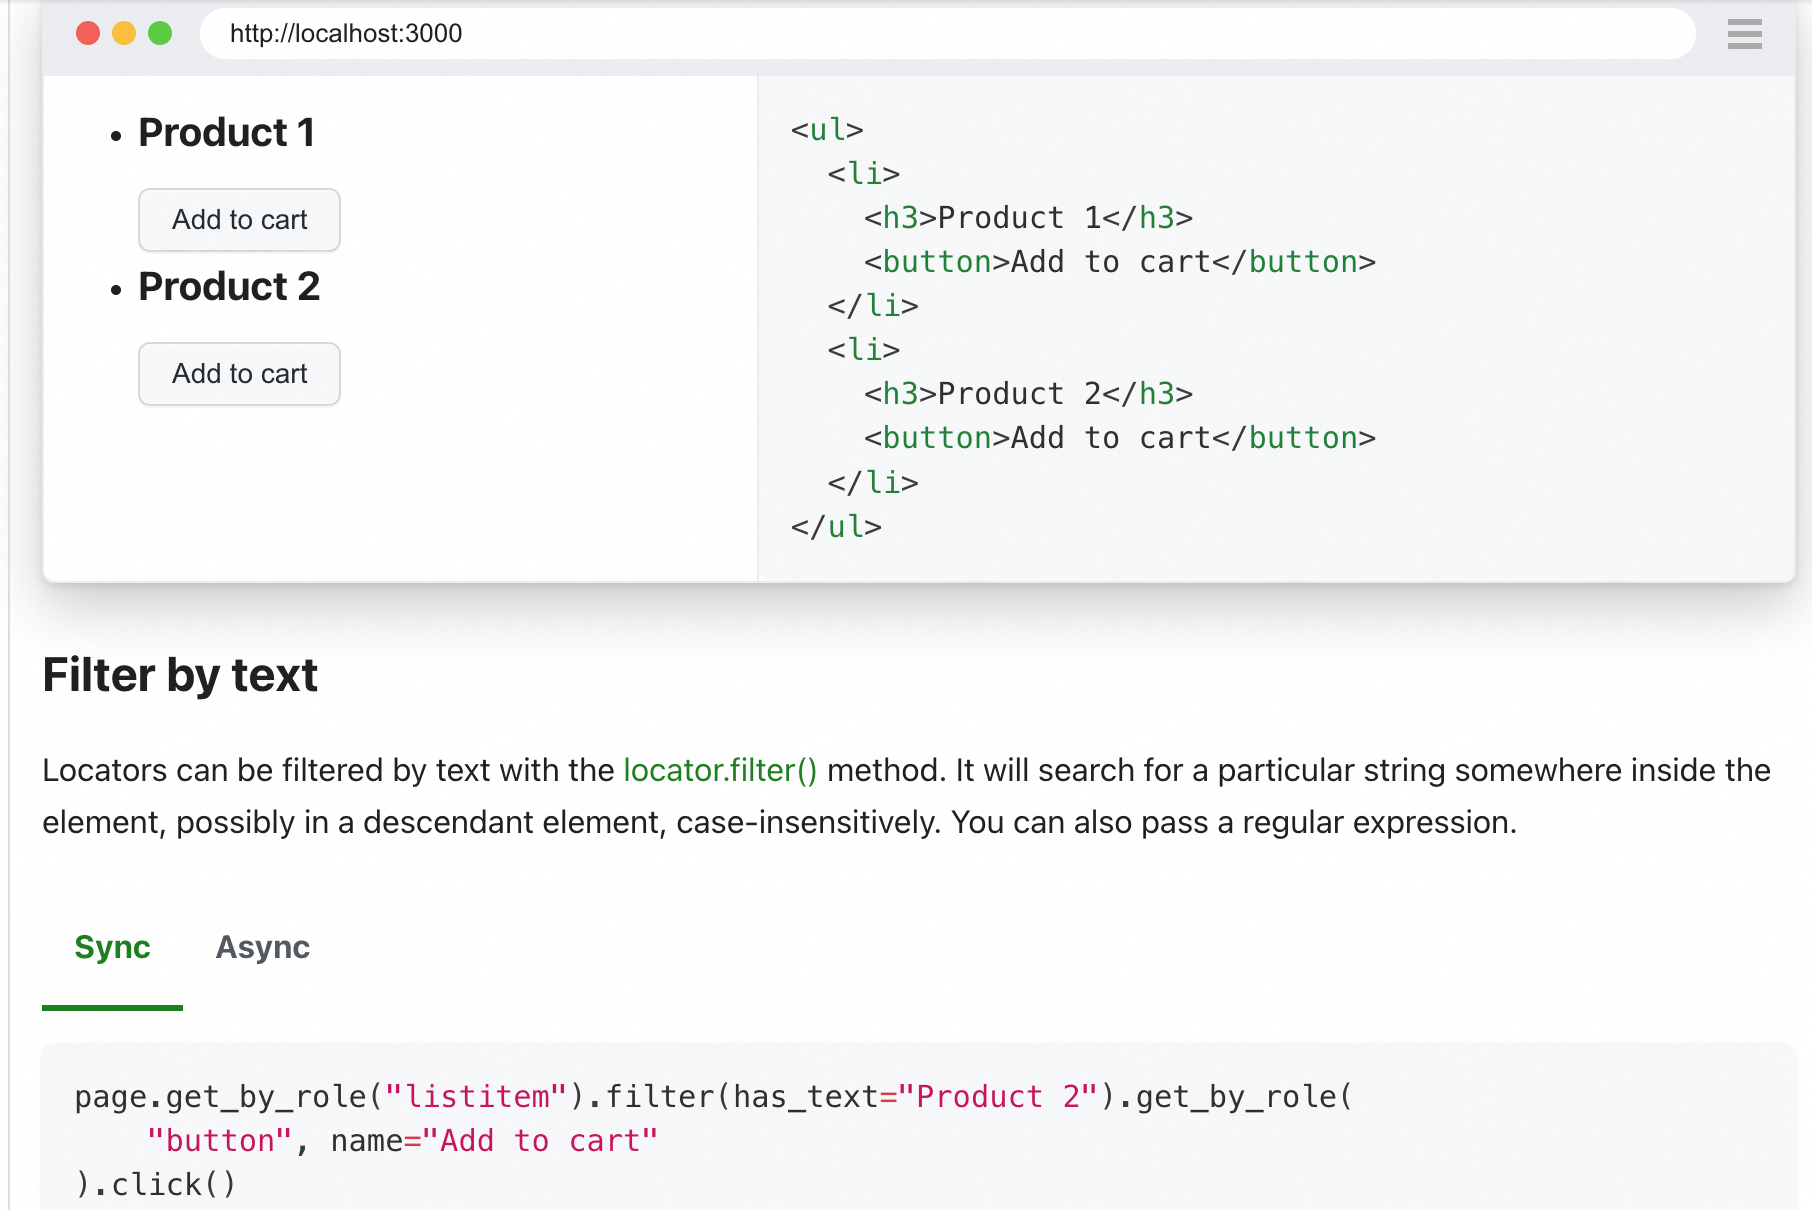 http://localhost:3000
• Product 1
Add to cart
• Product 2
Add to cart
<ul>
  <li>
    <h3>Product 1</h3>
    <button>Add to cart</button>
  </li>
  <li>
    <h3>Product 2</h3>
    <button>Add to cart</button>
  </li>
</ul>
Filter by text
Locators can be filtered by text with the locator.filter() method. It will search for a particular string somewhere inside the
element, possibly in a descendant element, case-insensitively. You can also pass a regular expression.
Sync Async
page.get_by_role("listitem").filter(has_text="Product 2").get_by_role(
    "button", name="Add to cart"
).click()